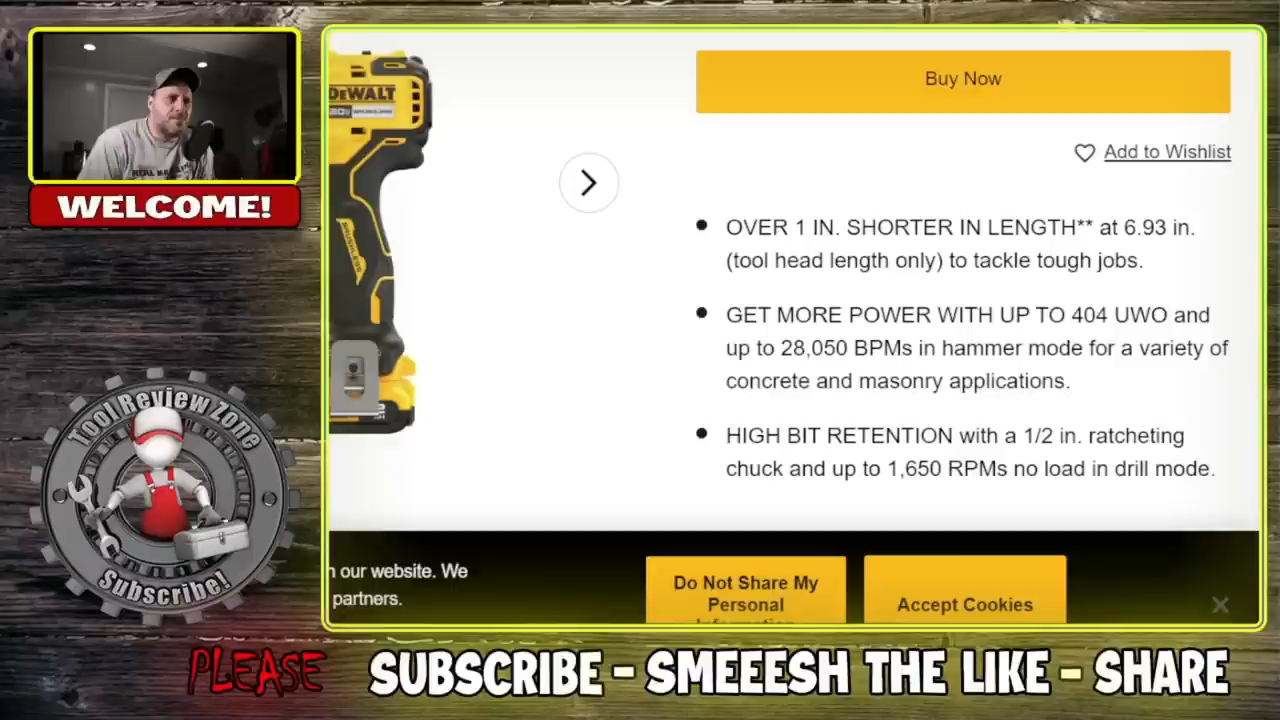 DEWALT
20V
BRUSHLESS
Buy Now
Add to Wishlist
WELCOME!
• OVER 1 IN. SHORTER IN LENGTH** at 6.93 in.
(tool head length only) to tackle tough jobs.
• GET MORE POWER WITH UP TO 404 UWO and
up to 28,050 BPMs in hammer mode for a variety of
concrete and masonry applications.
• HIGH BIT RETENTION with a 1/2 in. ratcheting
chuck and up to 1,650 RPMs no load in drill mode.
Tool Review Zone
Subscribe!
our website. We
partners.
Do Not Share My
Personal
Information
Accept Cookies
PLEASE SUBSCRIBE - SMEEESH THE LIKE - SHARE